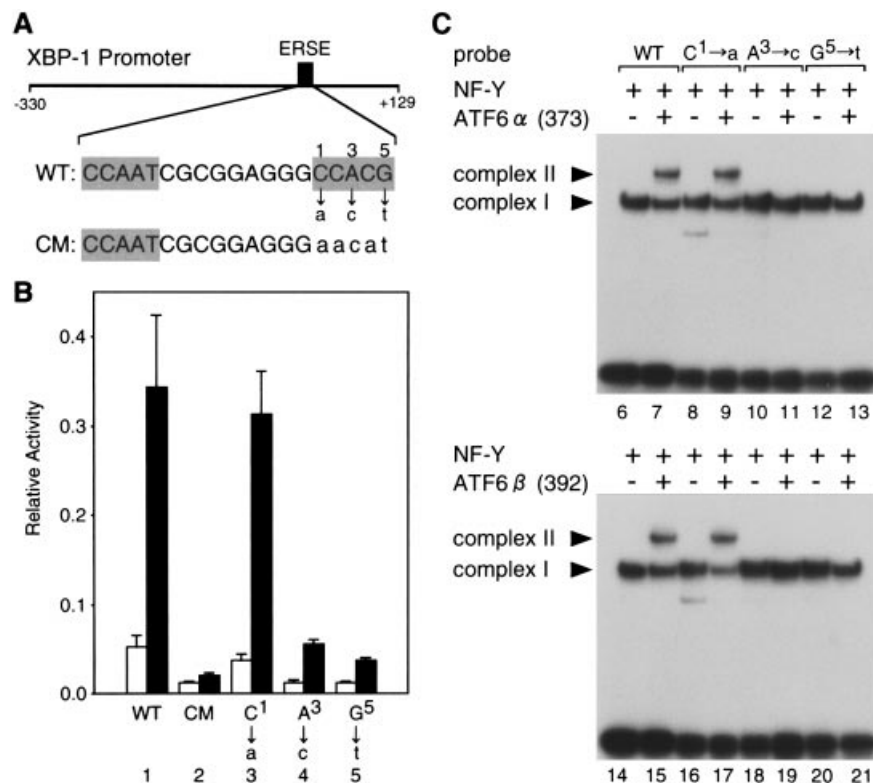 A
XBP-1 Promoter
ERSE
-330
+129
1 3 5
WT: CCAATCGCGGAGGGCCACG
a c t
CM: CCAATCGCGGAGGGaacat
B
Relative Activity
0.4
0.3
0.2
0.1
0.0
WT CM C1 A3 G5
a c t
1 2 3 4 5
C
probe WT C1→a A3→c G5→t
NF-Y + + + + + + + +
ATF6 α (373) - + - + - + - +
complex II
complex I
6 7 8 9 10 11 12 13
NF-Y + + + + + + + +
ATF6 β (392) - + - + - + - +
complex II
complex I
14 15 16 17 18 19 20 21